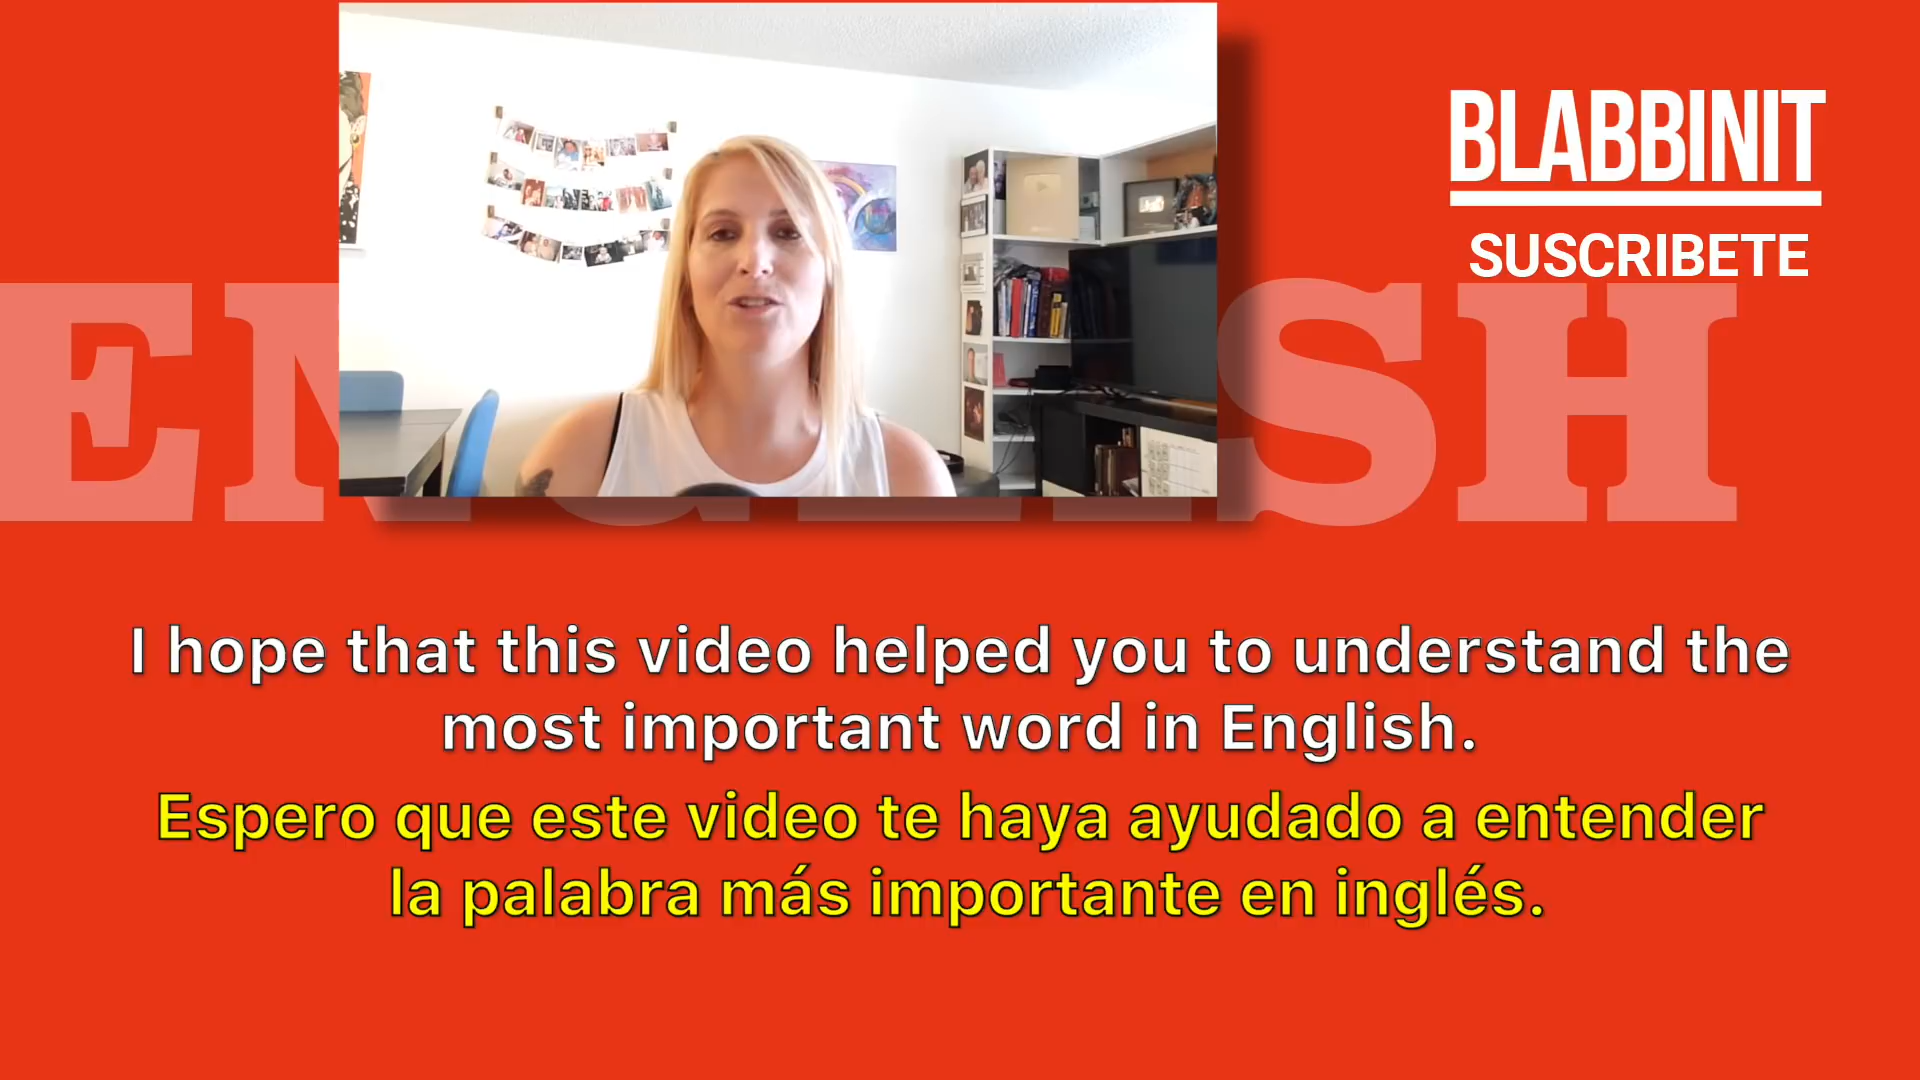 BLABBINIT
SUSCRIBETE
ENGLISH
I hope that this video helped you to understand the
most important word in English.
Espero que este video te haya ayudado a entender
la palabra más importante en inglés.